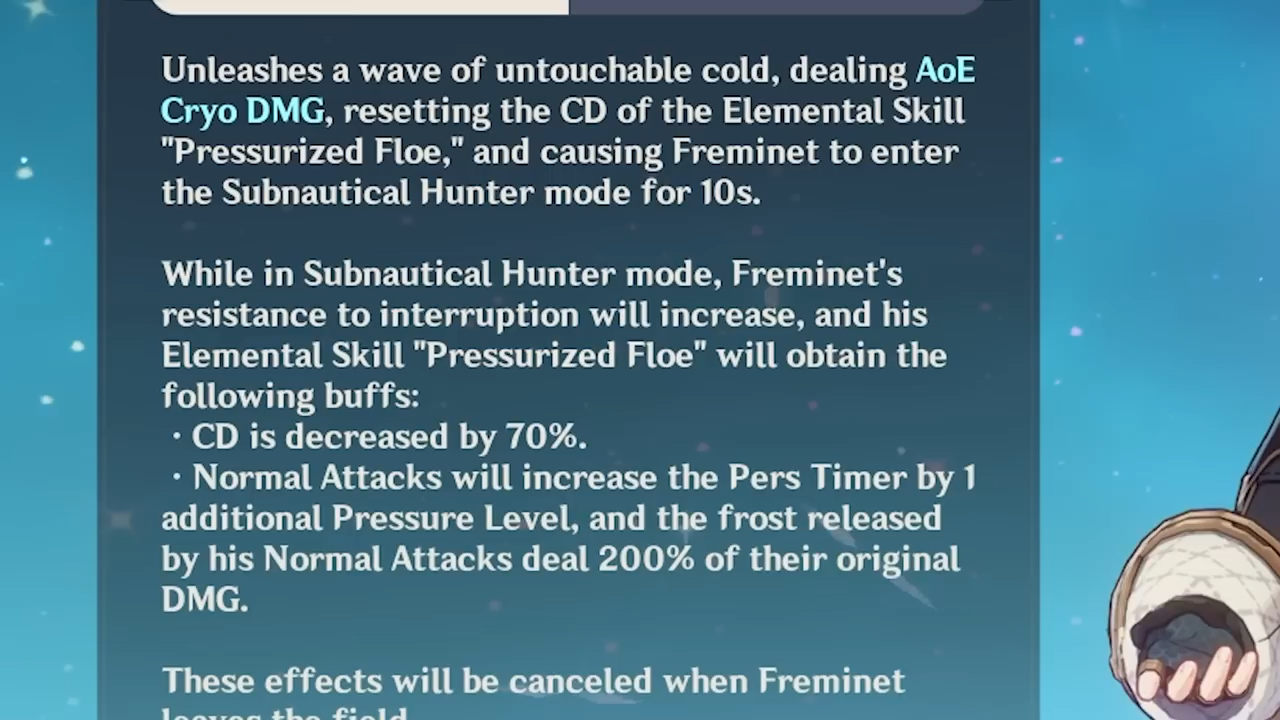 Unleashes a wave of untouchable cold, dealing AoE
Cryo DMG, resetting the CD of the Elemental Skill
"Pressurized Floe," and causing Freminet to enter
the Subnautical Hunter mode for 10s.
While in Subnautical Hunter mode, Freminet's
resistance to interruption will increase, and his
Elemental Skill "Pressurized Floe" will obtain the
following buffs:
· CD is decreased by 70%.
· Normal Attacks will increase the Pers Timer by 1
additional Pressure Level, and the frost released
by his Normal Attacks deal 200% of their original
DMG.
These effects will be canceled when Freminet
leaves the field.